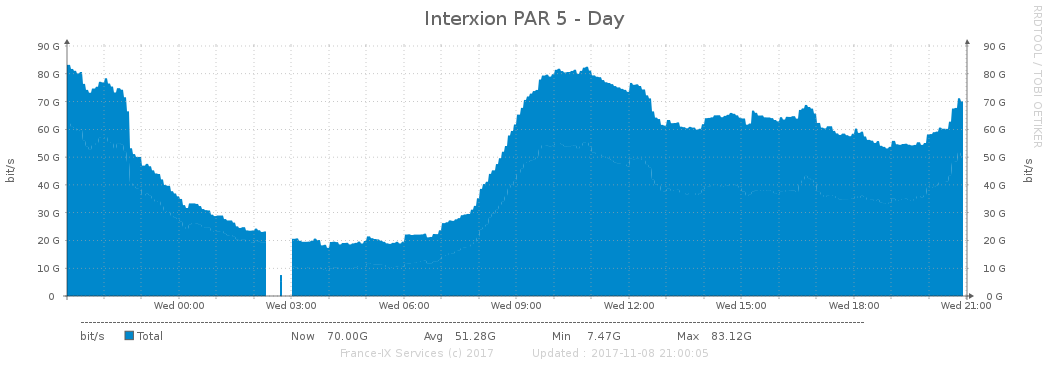 Interxion PAR 5 - Day
RRDTOOL / TOBI OETIKER
90 G 90 G
80 G 80 G
70 G 70 G
60 G 60 G
50 G 50 G
40 G 40 G
30 G 30 G
20 G 20 G
10 G 10 G
0 0 G
bit/s
bit/s
Wed 00:00 Wed 03:00 Wed 06:00 Wed 09:00 Wed 12:00 Wed 15:00 Wed 18:00 Wed 21:00
bit/s Total Now 70.00G Avg 51.28G Min 7.47G Max 83.12G
France-IX Services (c) 2017 Updated : 2017-11-08 21:00:05